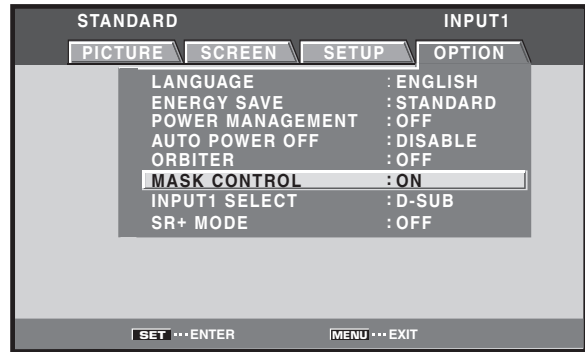 STANDARD INPUT1
PICTURE SCREEN SETUP OPTION
LANGUAGE : ENGLISH
ENERGY SAVE : STANDARD
POWER MANAGEMENT : OFF
AUTO POWER OFF : DISABLE
ORBITER : OFF
MASK CONTROL : ON
INPUT1 SELECT : D-SUB
SR+ MODE : OFF
SET ··· ENTER MENU ··· EXIT